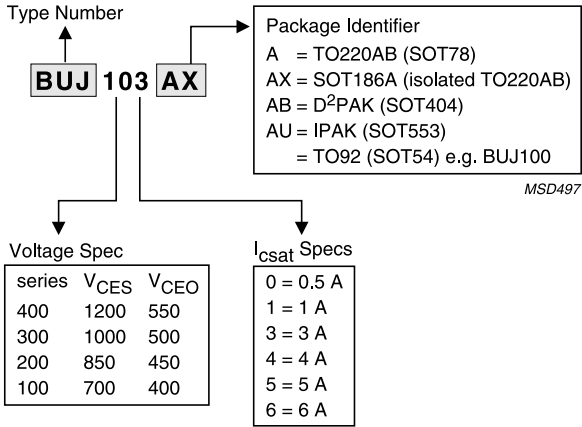 Type Number
BUJ 103 AX
Package Identifier
A = TO220AB (SOT78)
AX = SOT186A (isolated TO220AB)
AB = D²PAK (SOT404)
AU = IPAK (SOT553)
= TO92 (SOT54) e.g. BUJ100
MSD497
Voltage Spec
series VCES VCEO
400 1200 550
300 1000 500
200 850 450
100 700 400
Icsat Specs
0 = 0.5 A
1 = 1 A
3 = 3 A
4 = 4 A
5 = 5 A
6 = 6 A